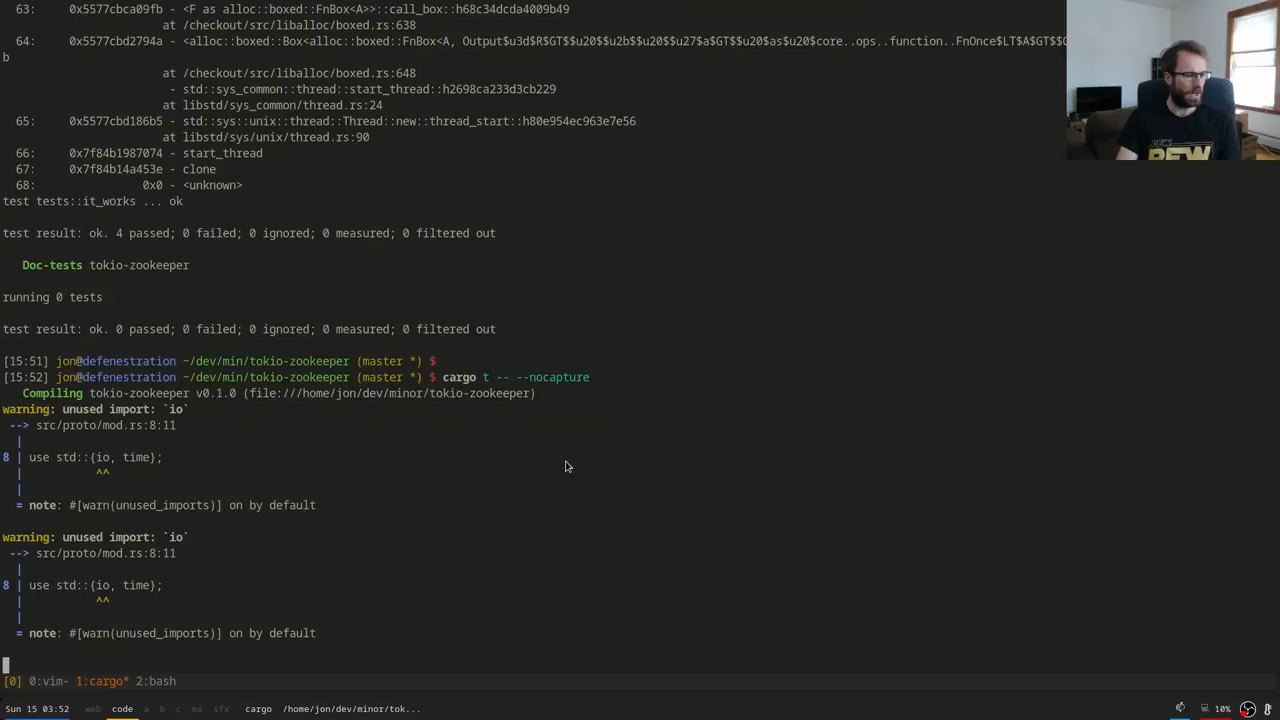 63: 0x5577cbca09fb - <F as alloc::boxed::FnBox<A>>::call_box::h68c34dcda4009b49
at /checkout/src/liballoc/boxed.rs:638
64: 0x5577cbd2794a - <alloc::boxed::Box<alloc::boxed::FnBox<A, Output$u3d$R$GT$$u20$$u2b$$u20$$u27$a$GT$$u20$as$u20$core..ops..function..FnOnce$LT$A$GT$$
b
at /checkout/src/liballoc/boxed.rs:648
- std::sys_common::thread::start_thread::h2698ca233d3cb229
at libstd/sys_common/thread.rs:24
65: 0x5577cbd186b5 - std::sys::unix::thread::Thread::new::thread_start::h80e954ec963e7e56
at libstd/sys/unix/thread.rs:90
66: 0x7f84b1987074 - start_thread
67: 0x7f84b14a453e - clone
68: 0x0 - <unknown>
test tests::it_works ... ok
test result: ok. 4 passed; 0 failed; 0 ignored; 0 measured; 0 filtered out
Doc-tests tokio-zookeeper
running 0 tests
test result: ok. 0 passed; 0 failed; 0 ignored; 0 measured; 0 filtered out
[15:51] jon@defenestration ~/dev/min/tokio-zookeeper (master *) $
[15:52] jon@defenestration ~/dev/min/tokio-zookeeper (master *) $ cargo t -- --nocapture
Compiling tokio-zookeeper v0.1.0 (file:///home/jon/dev/minor/tokio-zookeeper)
warning: unused import: `io`
--> src/proto/mod.rs:8:11
|
8 | use std::{io, time};
| ^^
|
= note: #[warn(unused_imports)] on by default
warning: unused import: `io`
--> src/proto/mod.rs:8:11
|
8 | use std::{io, time};
| ^^
|
= note: #[warn(unused_imports)] on by default
[0] 0:vim- 1:cargo* 2:bash
Sun 15 03:52 web code a b c mx sfx cargo /home/jon/dev/minor/tok... 10%